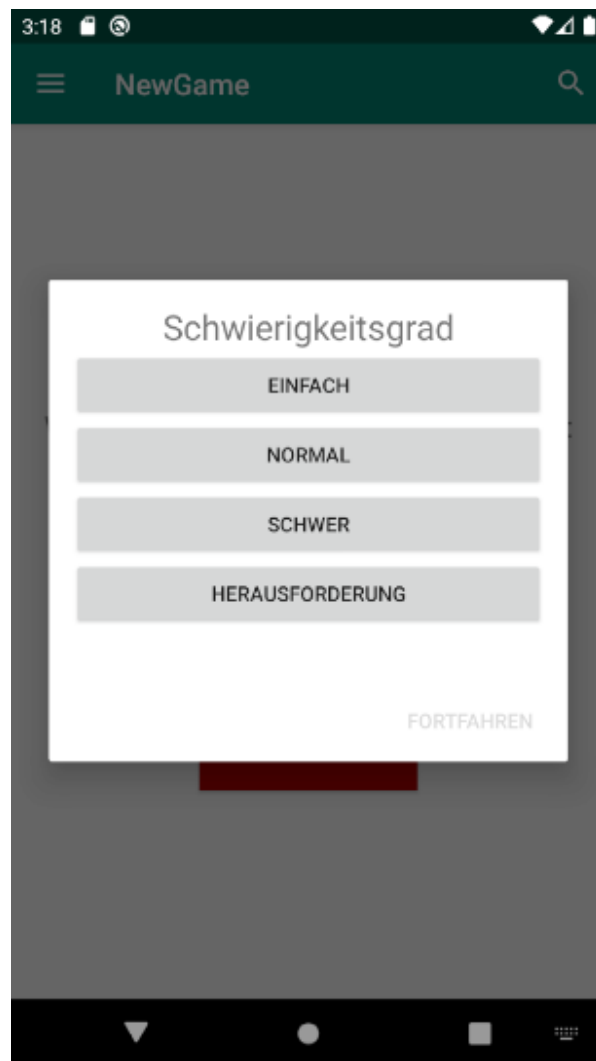 3:18
NewGame
Schwierigkeitsgrad
EINFACH
NORMAL
SCHWER
HERAUSFORDERUNG
FORTFAHREN